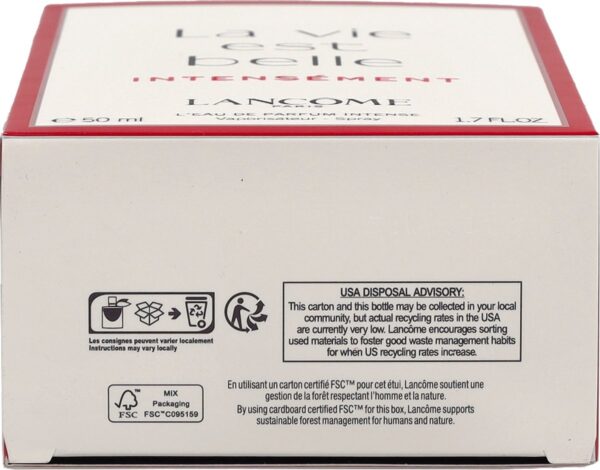 La vie
est
belle
INTENSÉMENT
LANCÔME
PARIS
L'EAU DE PARFUM INTENSE
Vaporisateur - Spray
e 50 ml
1.7 FL.OZ
USA DISPOSAL ADVISORY:
This carton and this bottle may be collected in your local
community, but actual recycling rates in the USA
are currently very low. Lancôme encourages sorting
used materials to foster good waste management habits
for when US recycling rates increase.
Les consignes peuvent varier localement
Instructions may vary locally
FSC™
MIX
Packaging
FSC™C095159
En utilisant un carton certifié FSC™ pour cet étui, Lancôme soutient une
gestion de la forêt respectant l'homme et la nature.
By using cardboard certified FSC™ for this box, Lancôme supports
sustainable forest management for humans and nature.